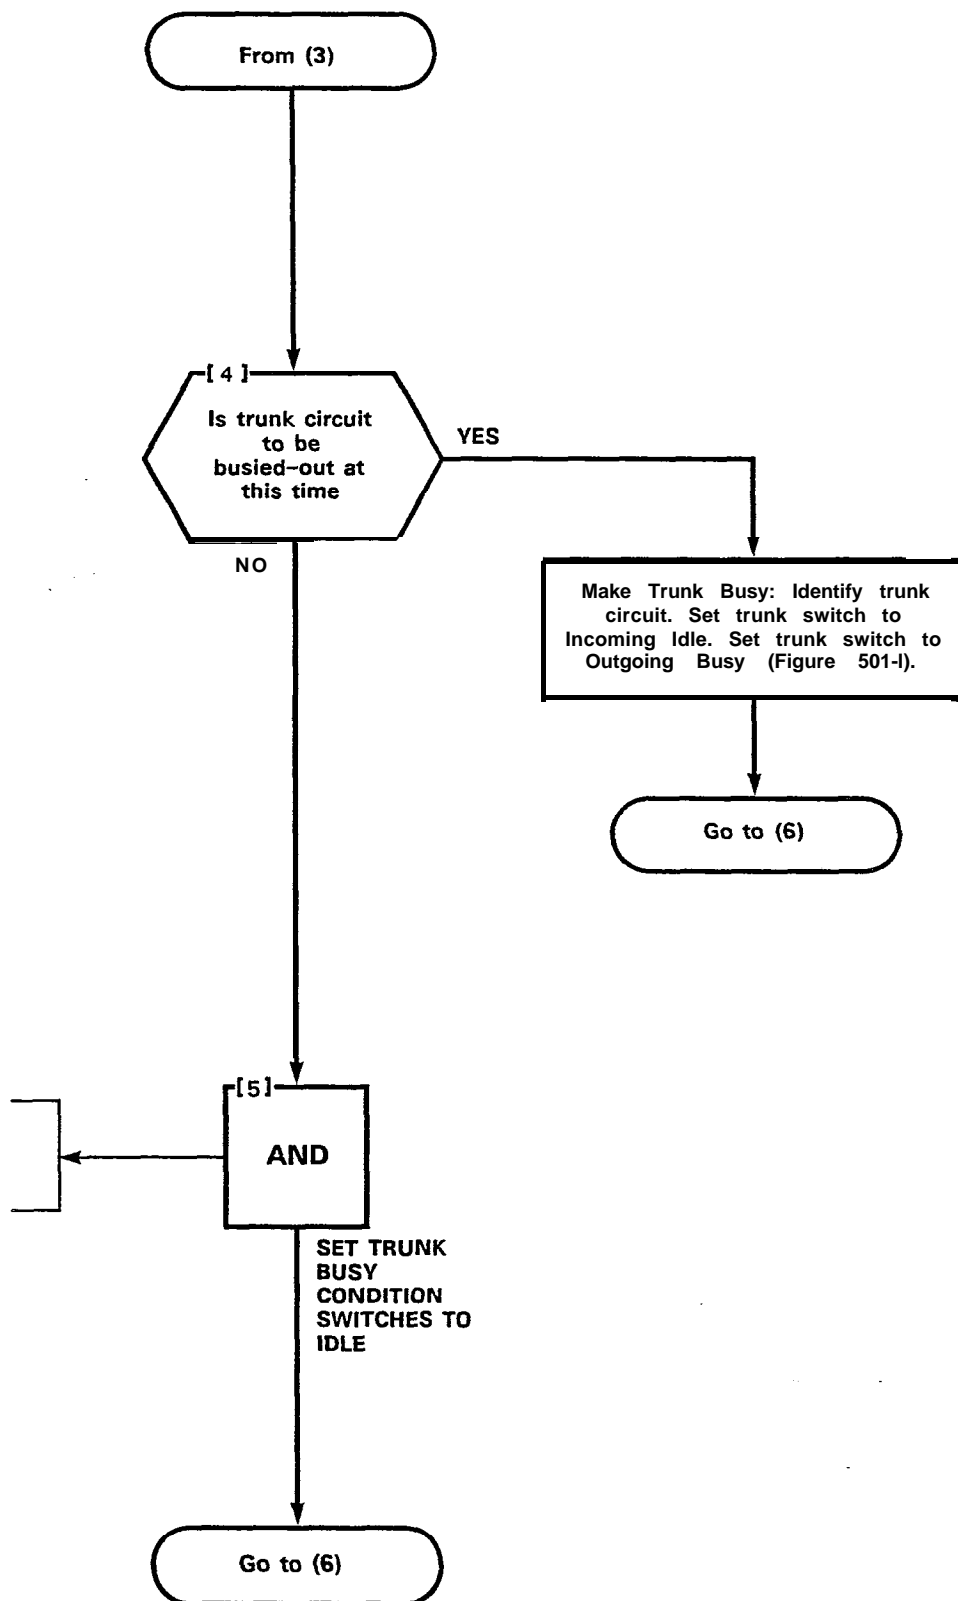 From (3)
[ 4 ]
Is trunk circuit
to be
busied-out at
this time
YES
NO
Make Trunk Busy: Identify trunk
circuit. Set trunk switch to
Incoming Idle. Set trunk switch to
Outgoing Busy (Figure 501-I).
Go to (6)
[5]
AND
SET TRUNK
BUSY
CONDITION
SWITCHES TO
IDLE
Go to (6)